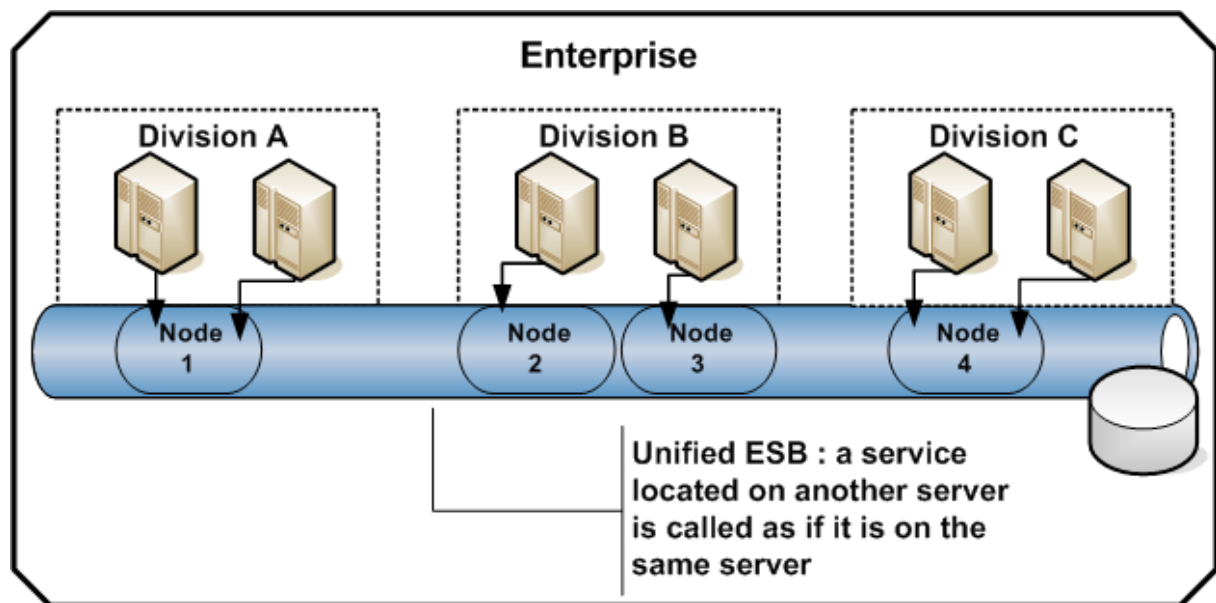 Enterprise
Division A
Division B
Division C
Node
1
Node
2
Node
3
Node
4
Unified ESB : a service
located on another server
is called as if it is on the
same server